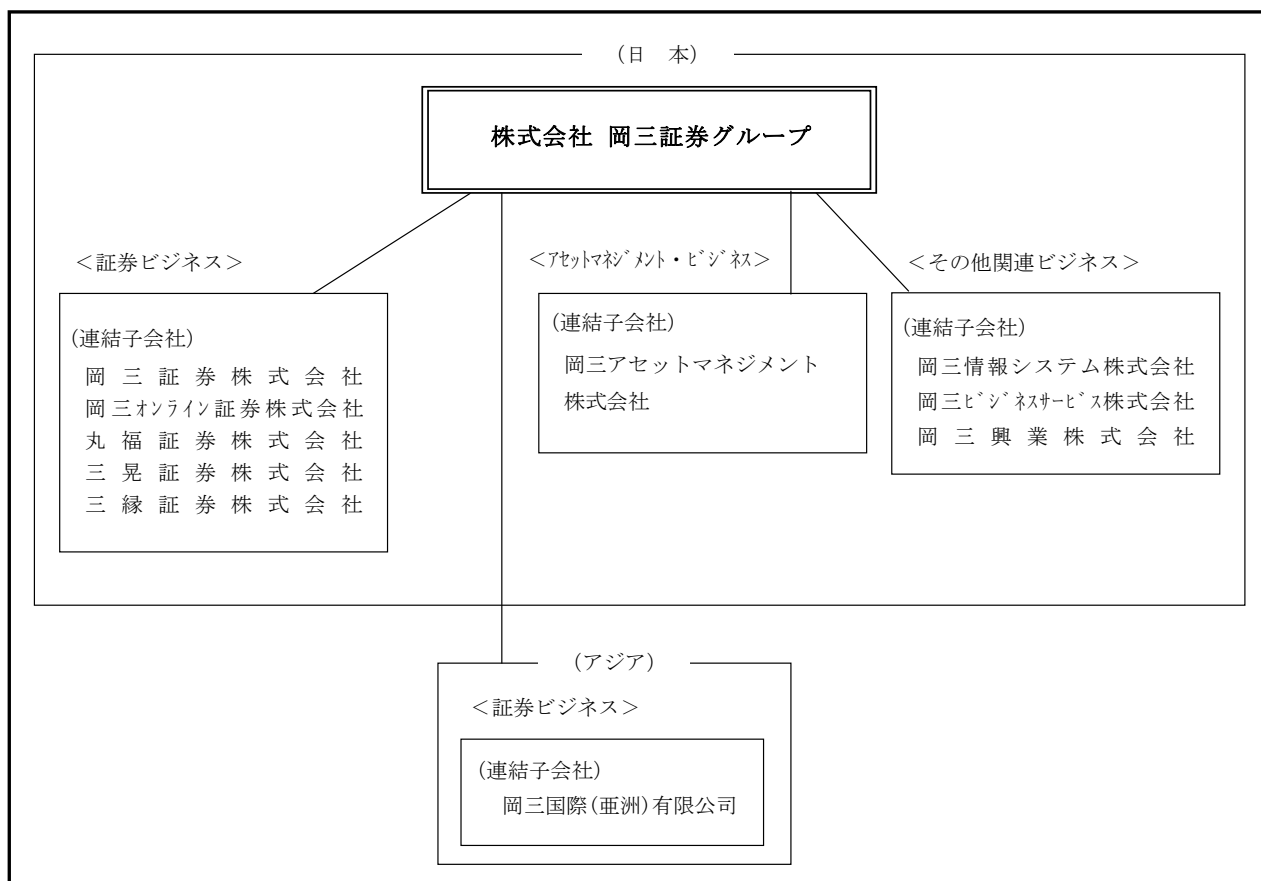 (日 本)
株式会社 岡三証券グループ
＜証券ビジネス＞
(連結子会社)
岡三証券株式会社
岡三ｵﾝﾗｲﾝ証券株式会社
丸福証券株式会社
三晃証券株式会社
三縁証券株式会社
＜ｱｾｯﾄﾏﾈｼﾞﾒﾝﾄ・ﾋﾞｼﾞﾈｽ＞
(連結子会社)
岡三アセットマネジメント
株式会社
＜その他関連ビジネス＞
(連結子会社)
岡三情報システム株式会社
岡三ﾋﾞｼﾞﾈｽｻｰﾋﾞｽ株式会社
岡三興業株式会社
(アジア)
＜証券ビジネス＞
(連結子会社)
岡三国際(亜洲)有限公司